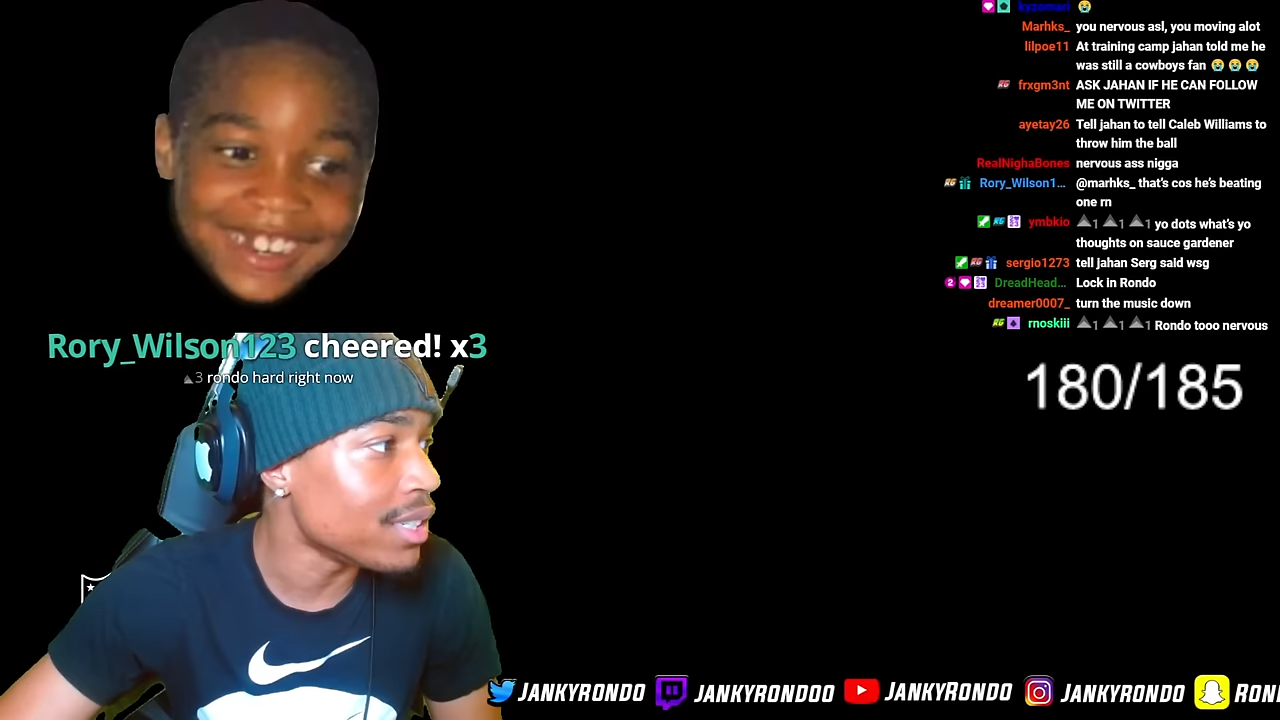 kyzomari 😭
Marhks_ you nervous asl, you moving alot
lilpoe11 At training camp jahan told me he
was still a cowboys fan 😭 😭 😭
frxgm3nt ASK JAHAN IF HE CAN FOLLOW
ME ON TWITTER
ayetay26 Tell jahan to tell Caleb Williams to
throw him the ball
RealNighaBones nervous ass nigga
Rory_Wilson1... @marhks_ that's cos he's beating
one rn
ymbkio 1 1 1 yo dots what's yo
thoughts on sauce gardener
sergio1273 tell jahan Serg said wsg
2 DreadHead... Lock in Rondo
dreamer0007_ turn the music down
rnoskiii 1 1 1 Rondo tooo nervous
Rory_Wilson123 cheered! x3
3 rondo hard right now
180/185
JANKYRONDO JANKYRONDOO JANKYRONDO JANKYRONDO RON